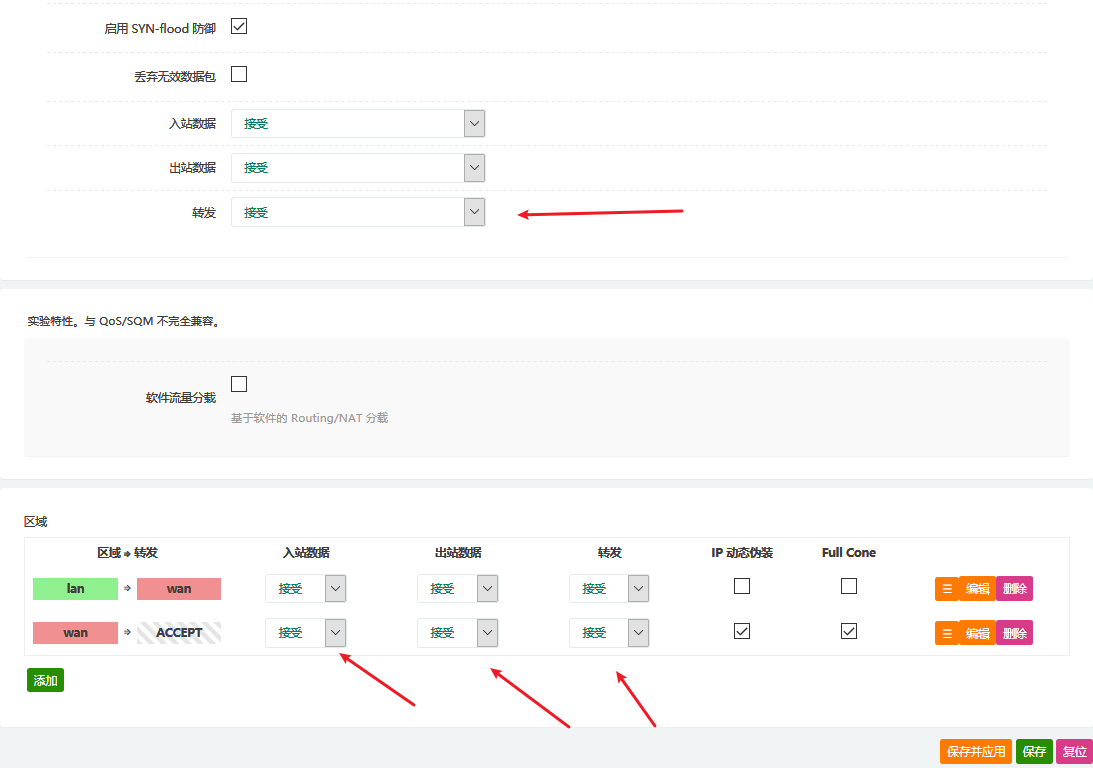 启用 SYN-flood 防御
丢弃无效数据包
入站数据 接受
出站数据 接受
转发 接受
实验特性。与 QoS/SQM 不完全兼容。
软件流量分载
基于软件的 Routing/NAT 分载
区域
区域 ⇒ 转发 入站数据 出站数据 转发 IP 动态伪装 Full Cone
lan ⇒ wan 接受 接受 接受 ☰ 编辑 删除
wan ⇒ ACCEPT 接受 接受 接受 ☰ 编辑 删除
添加
保存并应用 保存 复位